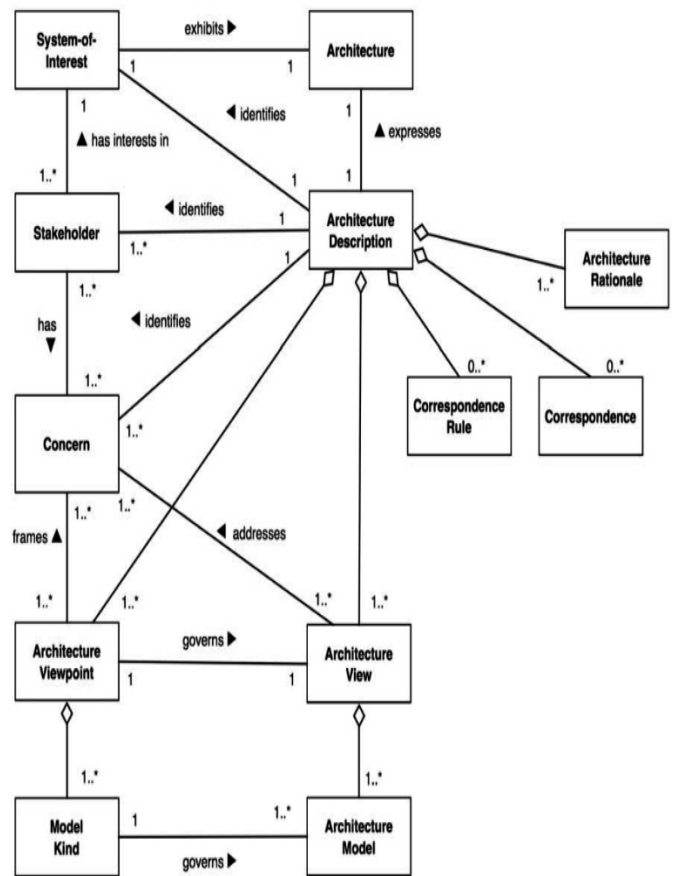 exhibits ▶
System-of-
Interest
Architecture
1
1
1
1
◀ identifies
▲ has interests in
▲ expresses
1..*
1
1
Stakeholder
◀ identifies
1
1..*
Architecture
Description
1
Architecture
Rationale
1..*
1..*
has
▼
◀ identifies
1..*
0..*
0..*
Concern
1..*
Correspondence
Rule
Correspondence
1..*
1..*
frames ▲
◀ addresses
1..*
1..*
1..*
1..*
Architecture
Viewpoint
governs ▶
1
1
Architecture
View
1..*
1..*
Model
Kind
1
1..*
governs ▶
Architecture
Model